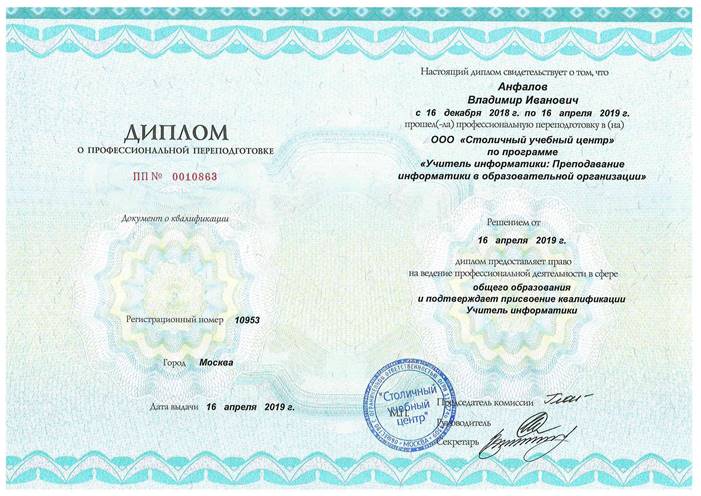 ДИПЛОМ
О ПРОФЕССИОНАЛЬНОЙ ПЕРЕПОДГОТОВКЕ
ПП № 0010863
Документ о квалификации
Регистрационный номер 10953
Город Москва
Дата выдачи 16 апреля 2019 г.
Настоящий диплом свидетельствует о том, что
Анфалов
Владимир Иванович
с 16 декабря 2018 г. по 16 апреля 2019 г.
прошел(-ла) профессиональную переподготовку в (на)
ООО «Столичный учебный центр»
по программе
«Учитель информатики: Преподавание
информатики в образовательной организации»
Решением от
16 апреля 2019 г.
диплом предоставляет право
на ведение профессиональной деятельности в сфере
общего образования
и подтверждает присвоение квалификации
Учитель информатики
"Столичный
учебный
центр"
М.П.
МОСКВА
Председатель комиссии
Руководитель
Секретарь